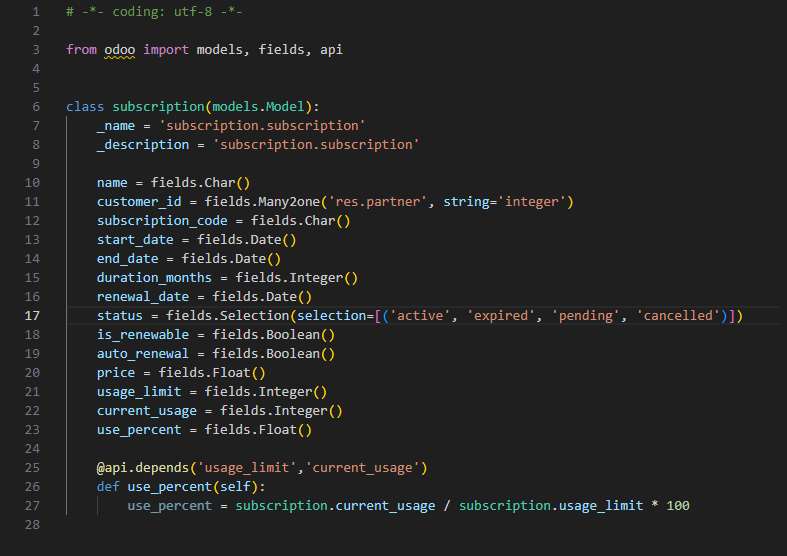 1 # -*- coding: utf-8 -*-
2
3 from odoo import models, fields, api
4
5
6 class subscription(models.Model):
7     _name = 'subscription.subscription'
8     _description = 'subscription.subscription'
9
10     name = fields.Char()
11     customer_id = fields.Many2one('res.partner', string='integer')
12     subscription_code = fields.Char()
13     start_date = fields.Date()
14     end_date = fields.Date()
15     duration_months = fields.Integer()
16     renewal_date = fields.Date()
17     status = fields.Selection(selection=[('active', 'expired', 'pending', 'cancelled')])
18     is_renewable = fields.Boolean()
19     auto_renewal = fields.Boolean()
20     price = fields.Float()
21     usage_limit = fields.Integer()
22     current_usage = fields.Integer()
23     use_percent = fields.Float()
24
25     @api.depends('usage_limit','current_usage')
26     def use_percent(self):
27         use_percent = subscription.current_usage / subscription.usage_limit * 100
28